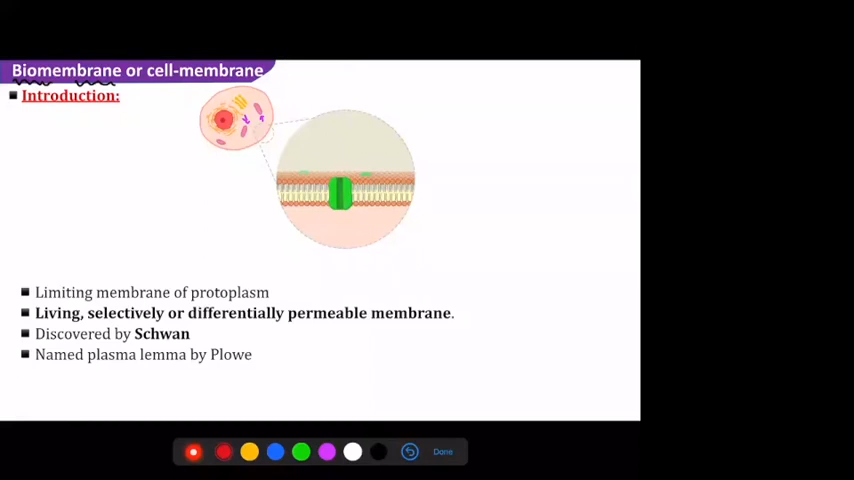 Biomembrane or cell-membrane
Introduction:
Limiting membrane of protoplasm
Living, selectively or differentially permeable membrane.
Discovered by Schwan
Named plasma lemma by Plowe
Done